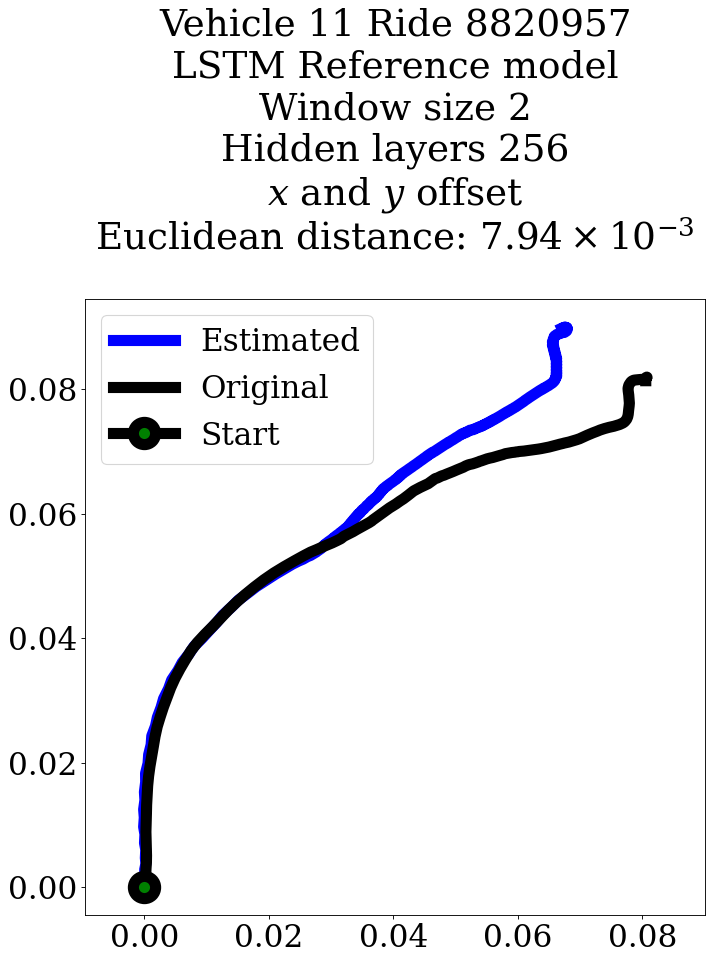 Vehicle 11 Ride 8820957
LSTM Reference model
Window size 2
Hidden layers 256
x and y offset
Euclidean distance: 7.94 × 10⁻³
Estimated
Original
Start
0.08
0.06
0.04
0.02
0.00
0.00 0.02 0.04 0.06 0.08